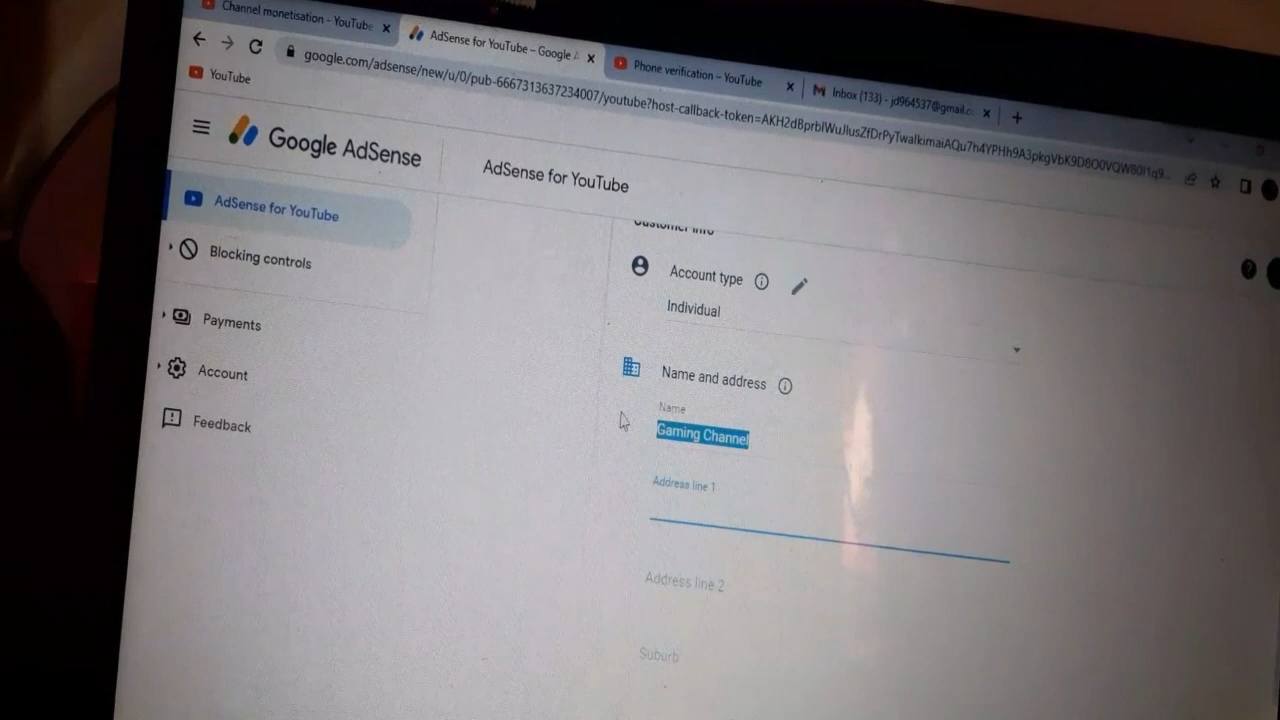 Channel monetisation - YouTube
AdSense for YouTube – Google A
Phone verification – YouTube
Inbox (133) - jd964537@gmail.c
google.com/adsense/new/u/0/pub-6667313637234007/youtube?host-callback-token=
YouTube
Google AdSense
AdSense for YouTube
AdSense for YouTube
Blocking controls
Payments
Account
Feedback
Customer info
Account type
Individual
Name and address
Name
Gaming Channel
Address line 1
Address line 2
Suburb